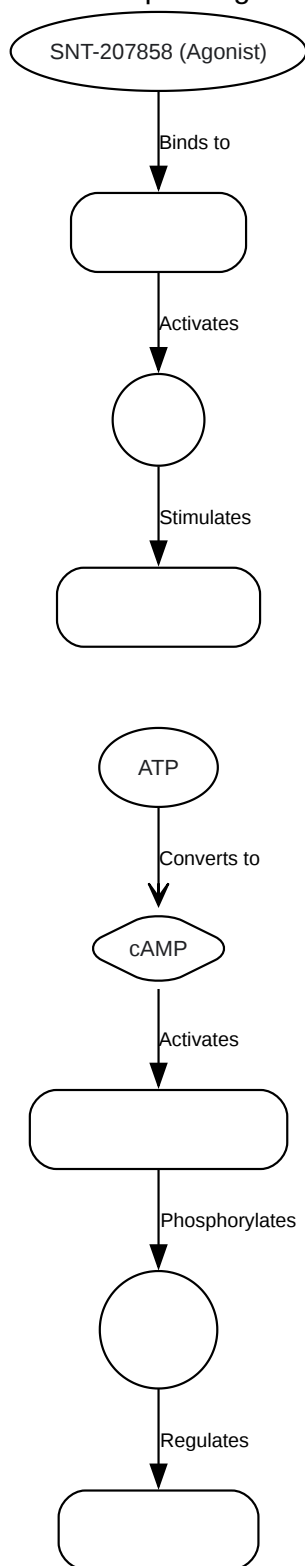 SNT-207858 (Agonist)
Binds to
Activates
Stimulates
ATP
Converts to
cAMP
Activates
Phosphorylates
Regulates